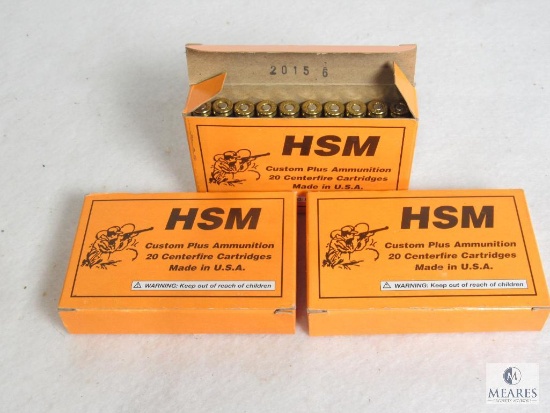 2015 6
HSM
Custom Plus Ammunition
20 Centerfire Cartridges
Made in U.S.A.
HSM
Custom Plus Ammunition
20 Centerfire Cartridges
Made in U.S.A.
WARNING: Keep out of reach of children
HSM
Custom Plus Ammunition
20 Centerfire Cartridges
Made in U.S.A.
WARNING: Keep out of reach of children
M
MEARES